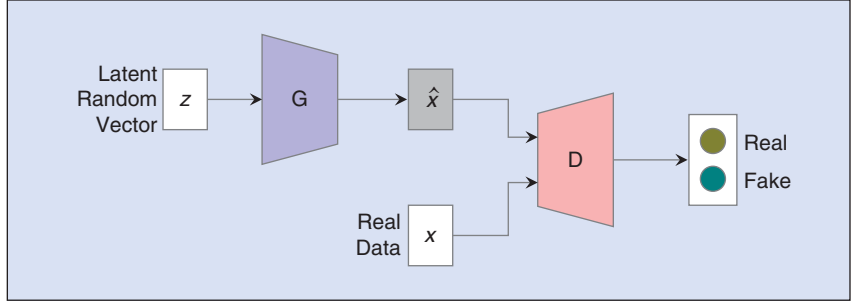 Latent
Random
Vector
z
G
x̂
D
Real
Fake
Real
Data
x